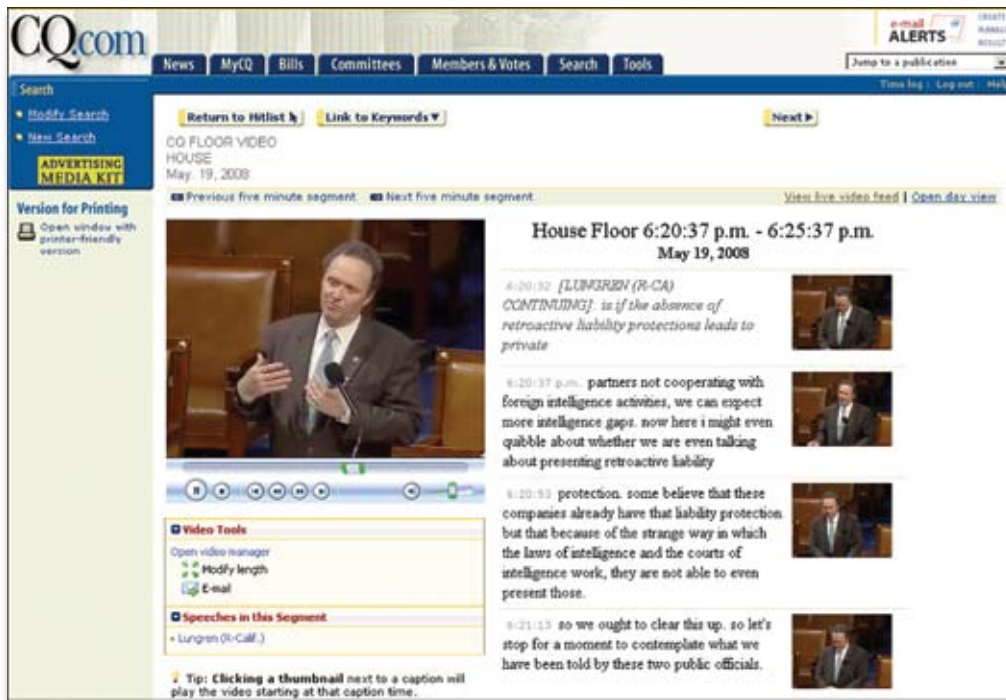 CQ.com
e-mail
ALERTS
CREATE
MANAGE
RESULTS
News
MyCQ
Bills
Committees
Members & Votes
Search
Tools
Jump to a publication
Time log | Log out | Help
Search
Modify Search
New Search
ADVERTISING
MEDIA KIT
Version for Printing
Open window with
printer-friendly
version
Return to Hitlist
Link to Keywords
Next
CQ FLOOR VIDEO
HOUSE
May. 19, 2008
Previous five minute segment
Next five minute segment
View live video feed | Open day view
House Floor 6:20:37 p.m. - 6:25:37 p.m.
May 19, 2008
6:20:32 [LUNGREN (R-CA)
CONTINUING]. is if the absence of
retroactive liability protections leads to
private
6:20:37 p.m. partners not cooperating with
foreign intelligence activities, we can expect
more intelligence gaps. now here i might even
quibble about whether we are even talking
about presenting retroactive liability
6:20:53 protection. some believe that these
companies already have that liability protection
but that because of the strange way in which
the laws of intelligence and the courts of
intelligence work, they are not able to even
present those.
6:21:13 so we ought to clear this up. so let's
stop for a moment to contemplate what we
have been told by these two public officials.
Video Tools
Open video manager
Modify length
E-mail
Speeches in this Segment
Lungren (R-Calif.)
Tip: Clicking a thumbnail next to a caption will
play the video starting at that caption time.